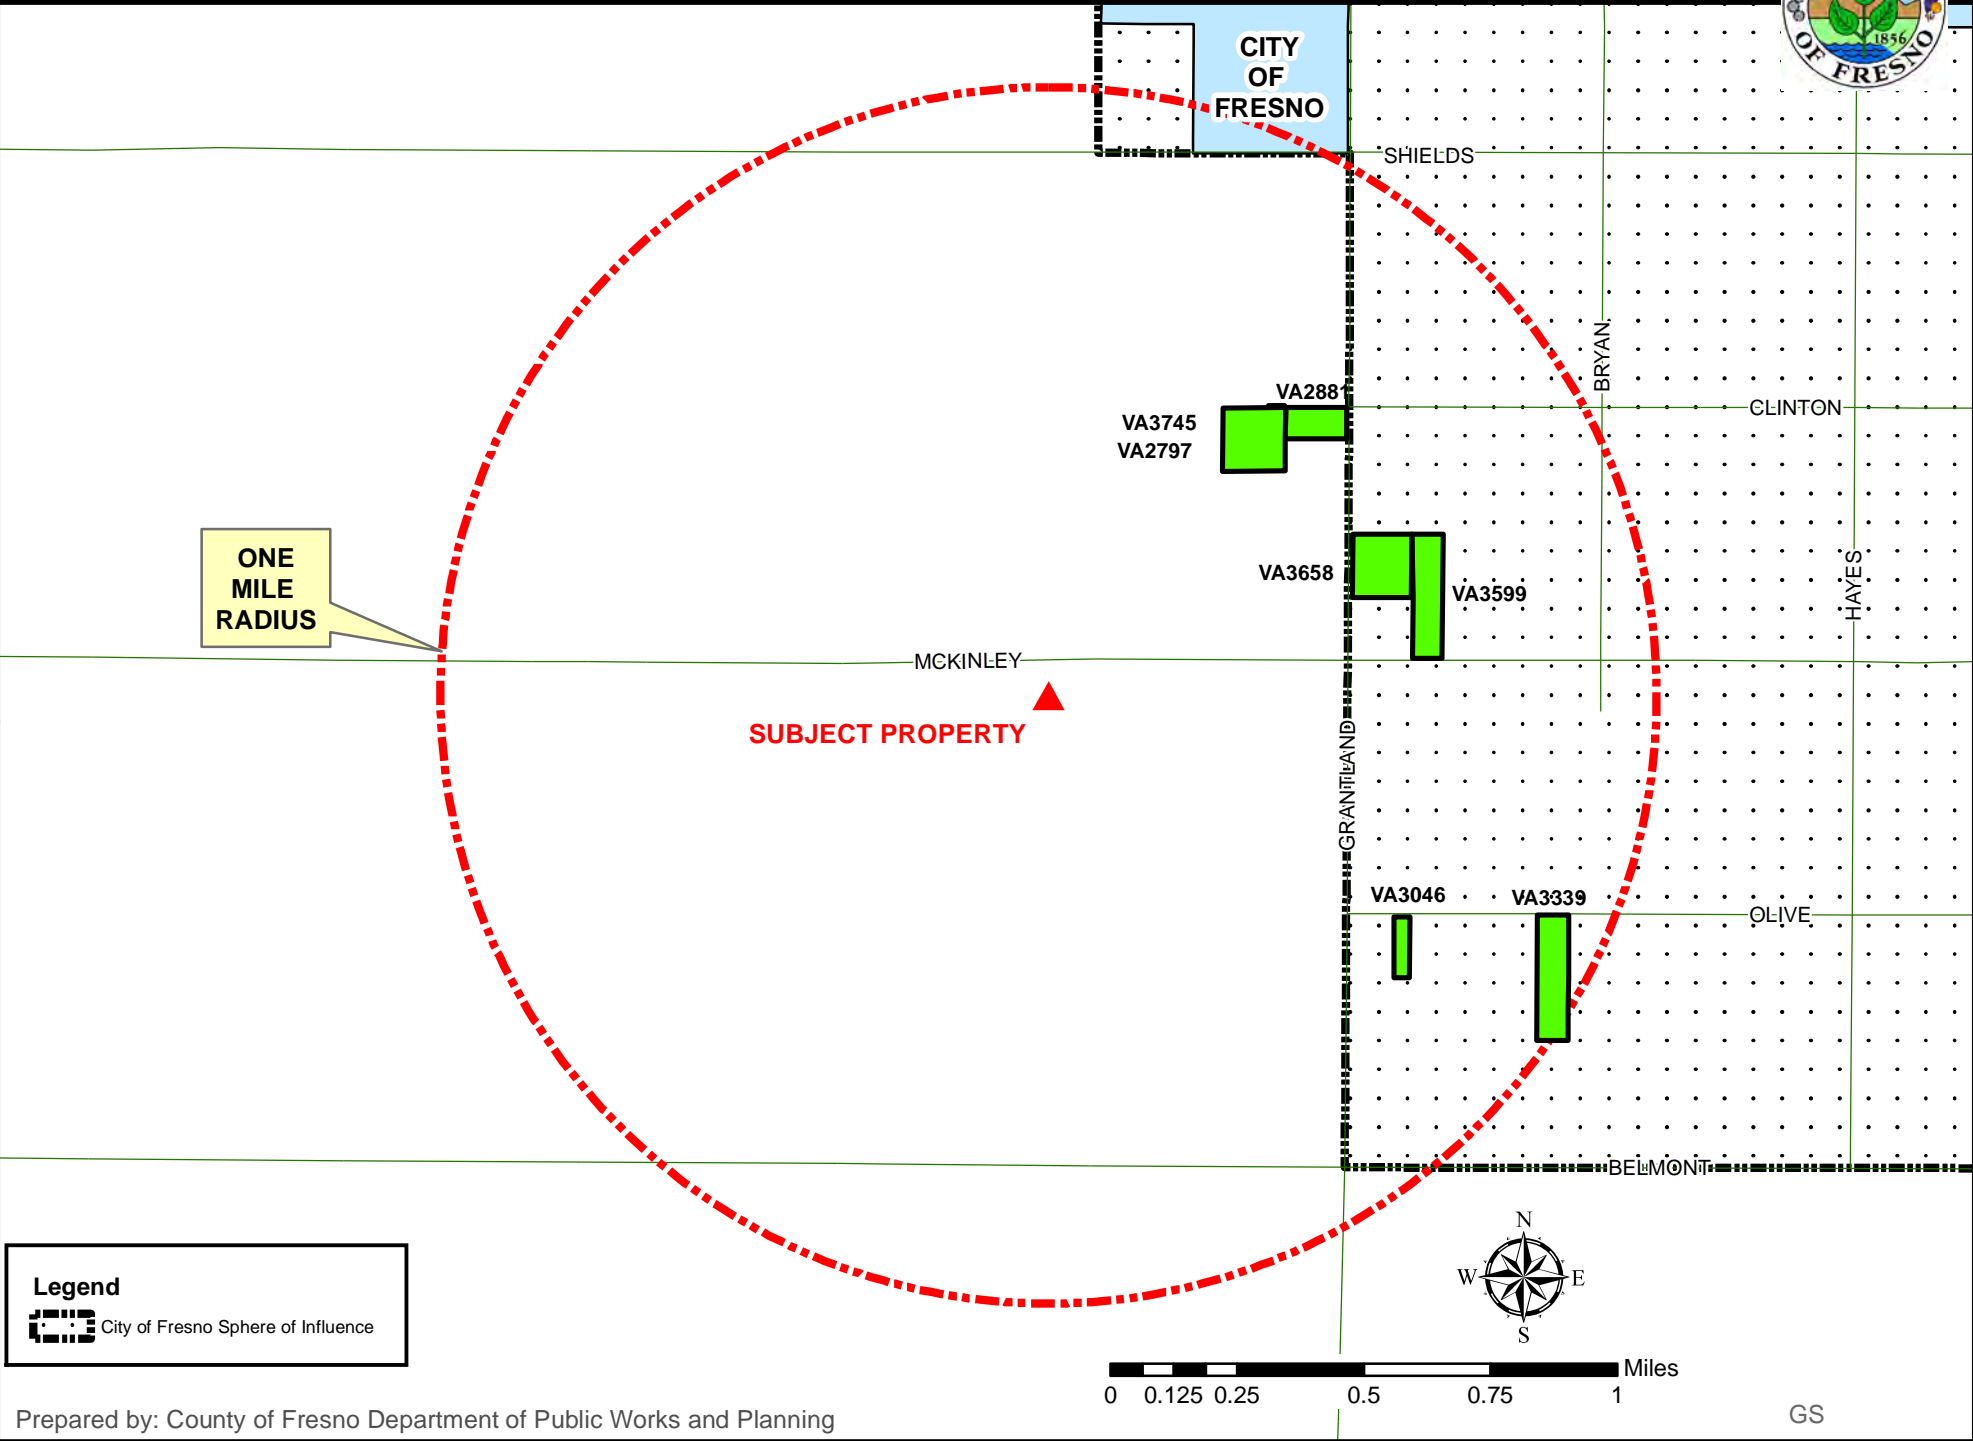 CITY
OF
FRESNO
1856
OF FRESNO
SHIELDS
BRYAN
VA2881
CLINTON
VA3745
VA2797
ONE
MILE
RADIUS
VA3658
VA3599
HAYES
MCKINLEY
SUBJECT PROPERTY
GRANTLAND
VA3046
VA3339
OLIVE
BELMONT
N
W
E
S
Legend
City of Fresno Sphere of Influence
Miles
0 0.125 0.25 0.5 0.75 1
Prepared by: County of Fresno Department of Public Works and Planning
GS